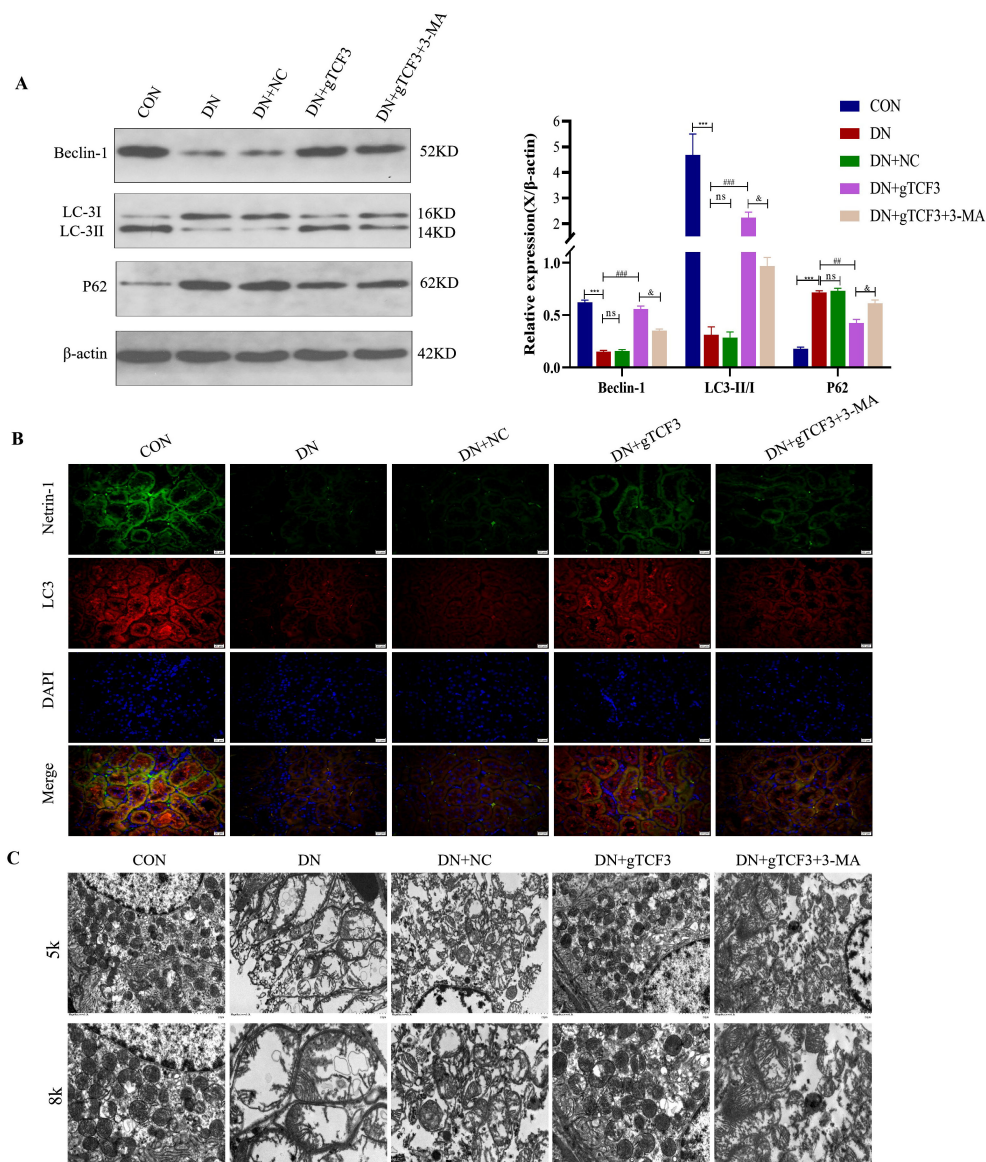 A
CON
DN
DN+NC
DN+gTCF3
DN+gTCF3+3-MA
Beclin-1
52KD
LC-3I
16KD
LC-3II
14KD
P62
62KD
β-actin
42KD
Relative expression(X/β-actin)
6
5
4
3
2
1.0
0.5
0.0
***
ns
###
&
***
ns
###
&
***
ns
##
&
Beclin-1
LC3-II/I
P62
CON
DN
DN+NC
DN+gTCF3
DN+gTCF3+3-MA
B
CON
DN
DN+NC
DN+gTCF3
DN+gTCF3+3-MA
Netrin-1
LC3
DAPI
Merge
C
CON
DN
DN+NC
DN+gTCF3
DN+gTCF3+3-MA
5k
8k